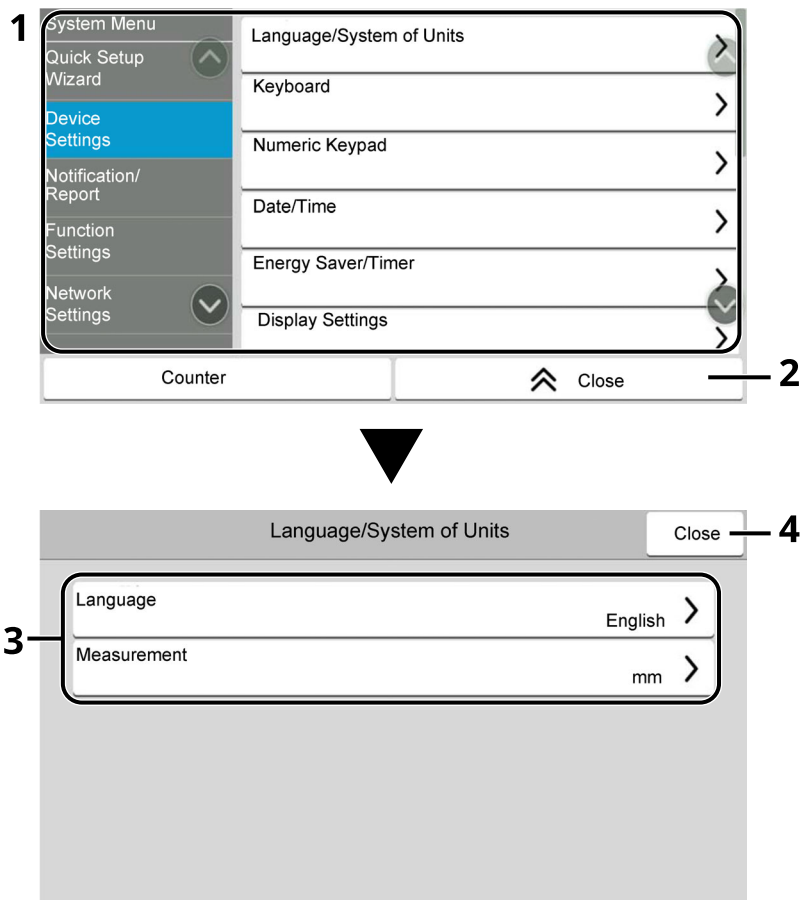 1
System Menu
Quick Setup
Wizard
Device
Settings
Notification/
Report
Function
Settings
Network
Settings
Language/System of Units
Keyboard
Numeric Keypad
Date/Time
Energy Saver/Timer
Display Settings
Counter
Close
2
Language/System of Units
Close
4
3
Language
English
Measurement
mm